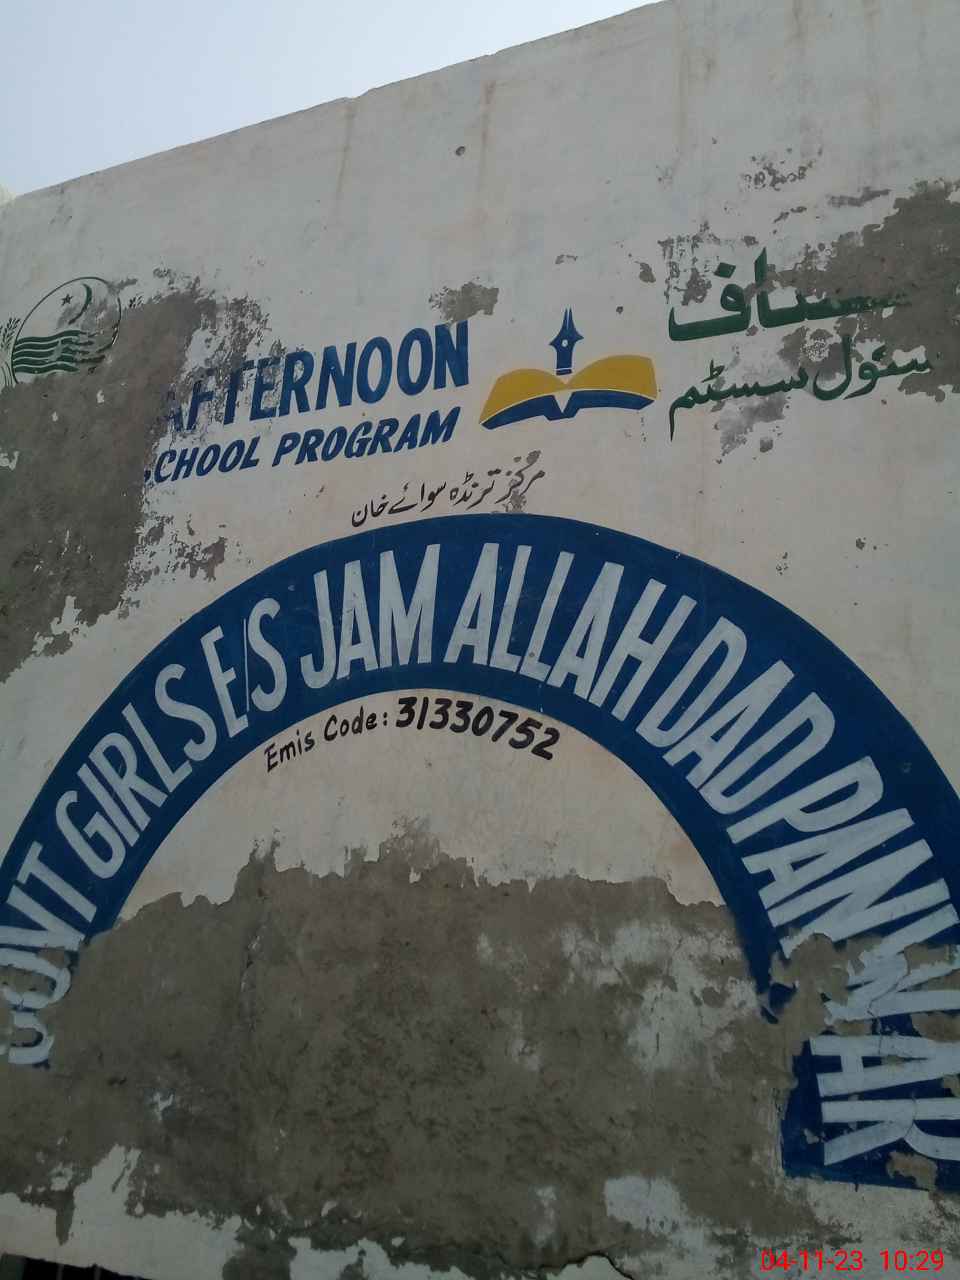 AFTERNOON
SCHOOL PROGRAM
سکول سسٹم
مرکز ترنڈہ سوائے خان
GOVT GIRLS E/S JAM ALLAH DAD PANWAR
Emis Code: 31330752
04-11-23 10:29